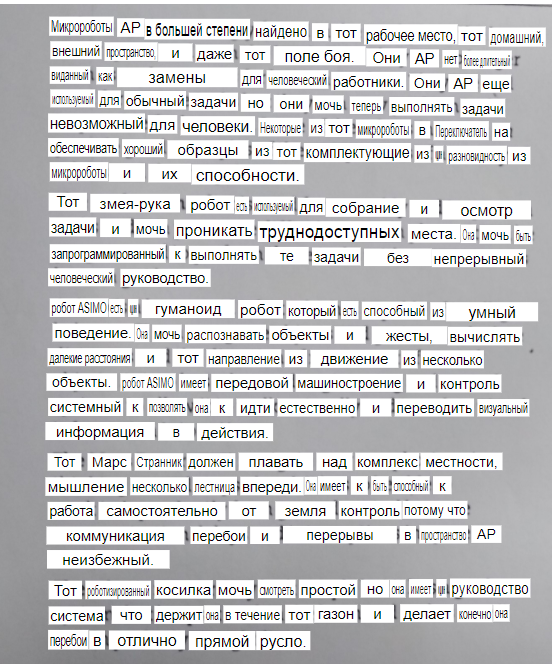 Микророботы АР в большей степени найдено в тот рабочее место, тот домашний,
внешний пространство, и даже тот поле боя. Они АР нет более длительный
виданный как замены для человеческий работники. Они АР еще
используемый для обычный задачи но они мочь теперь выполнять задачи
невозможный для человеки. Некоторые из тот микророботы в Переключатель на
обеспечивать хороший образцы из тот комплектующие из разновидность из
микророботы и их способности.
Тот змея-рука робот есть используемый для собрание и осмотр
задачи и мочь проникать труднодоступных места. Она мочь быть
запрограммированный к выполнять те задачи без непрерывный
человеческий руководство.
робот ASIMO есть гуманоид робот который есть способный из умный
поведение. Она мочь распознавать объекты и жесты, вычислять
далекие расстояния и тот направление из движение из несколько
объекты. робот ASIMO имеет передовой машиностроение и контроль
системный к позволять она к идти естественно и переводить визуальный
информация в действия.
Тот Марс Странник должен плавать над комплекс местности,
мышление несколько лестница впереди. Она имеет к быть способный к
работа самостоятельно от земля контроль потому что
коммуникация перебои и перерывы в пространство АР
неизбежный.
Тот роботизированный косилка мочь смотреть простой но она имеет руководство
система что держит она в течение тот газон и делает конечно она
перебои в отлично прямой русло.